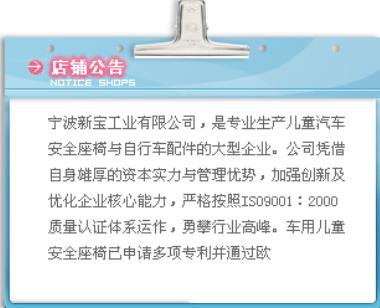 店铺公告
NOTICE SHOPS
宁波新宝工业有限公司，是专业生产儿童汽车
安全座椅与自行车配件的大型企业。公司凭借
自身雄厚的资本实力与管理优势，加强创新及
优化企业核心能力，严格按照ISO9001：2000
质量认证体系运作，勇攀行业高峰。车用儿童
安全座椅已申请多项专利并通过欧